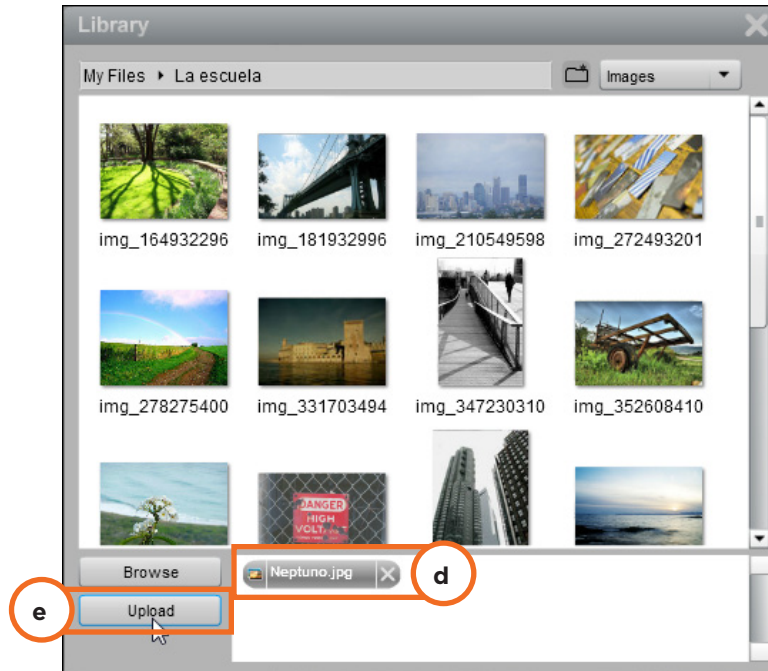 Library
My Files ▸ La escuela
Images
img_164932296
img_181932996
img_210549598
img_272493201
img_278275400
img_331703494
img_347230310
img_352608410
DANGER
HIGH
Browse
Neptuno.jpg
d
e
Upload